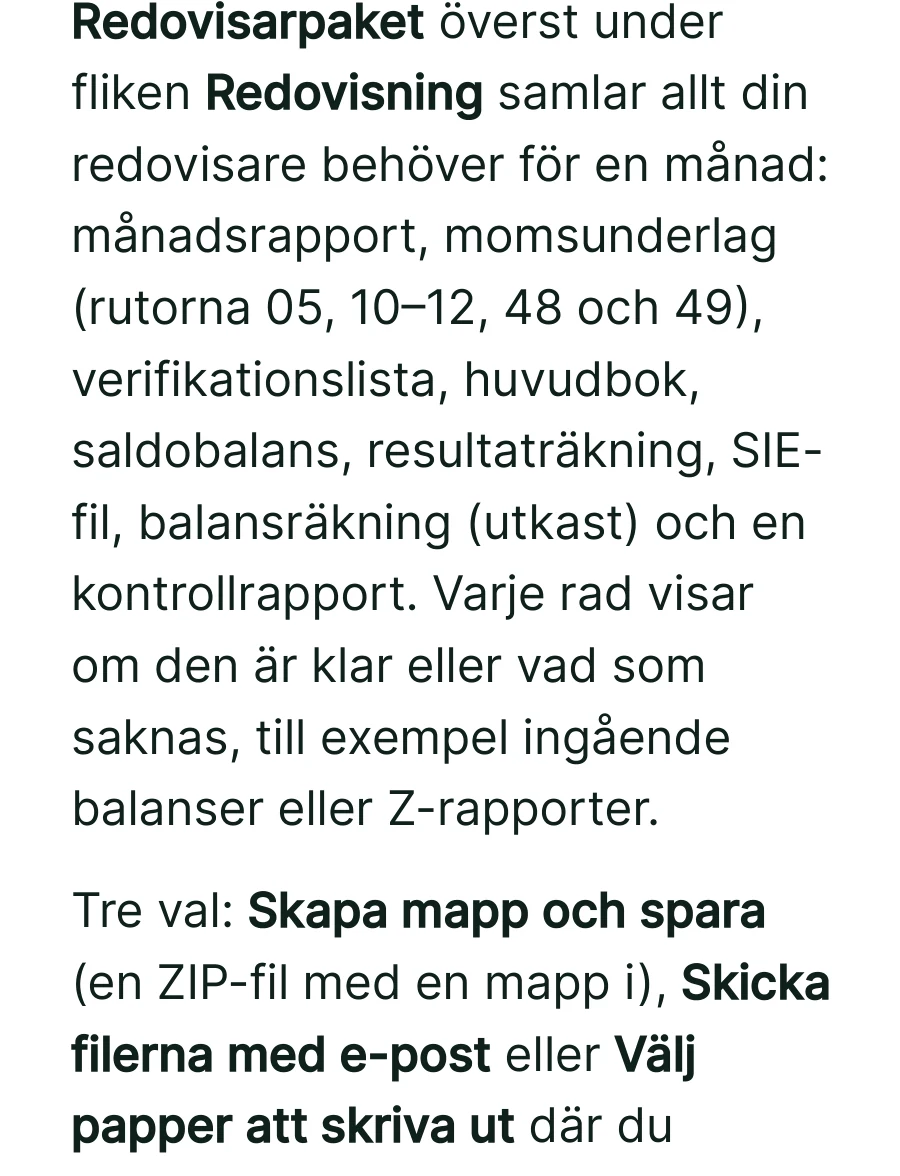 Redovisarpaket överst under
fliken Redovisning samlar allt din
redovisare behöver för en månad:
månadsrapport, momsunderlag
(rutorna 05, 10–12, 48 och 49),
verifikationslista, huvudbok,
saldobalans, resultaträkning, SIE-
fil, balansräkning (utkast) och en
kontrollrapport. Varje rad visar
om den är klar eller vad som
saknas, till exempel ingående
balanser eller Z-rapporter.
Tre val: Skapa mapp och spara
(en ZIP-fil med en mapp i), Skicka
filerna med e-post eller Välj
papper att skriva ut där du